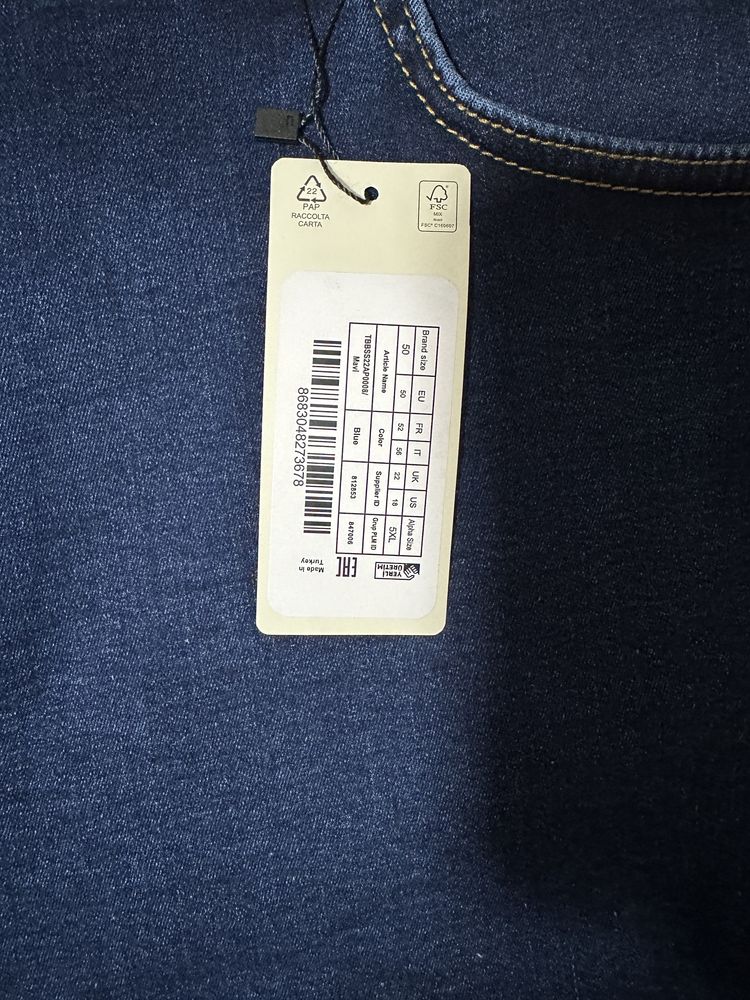 22
PAP
RACCOLTA
CARTA
FSC
MIX
FSC® C160607
Brand size EU FR IT UK US Alpha Size
50 50 52 56 22 18 5XL
Article Name Color Supplier ID Grup PLM ID
TBBSS22AP0008/ Blue 812853 847006
Mavi
8683048273678
YERLİ
ÜRETİM
EAC
Made in
Turkey